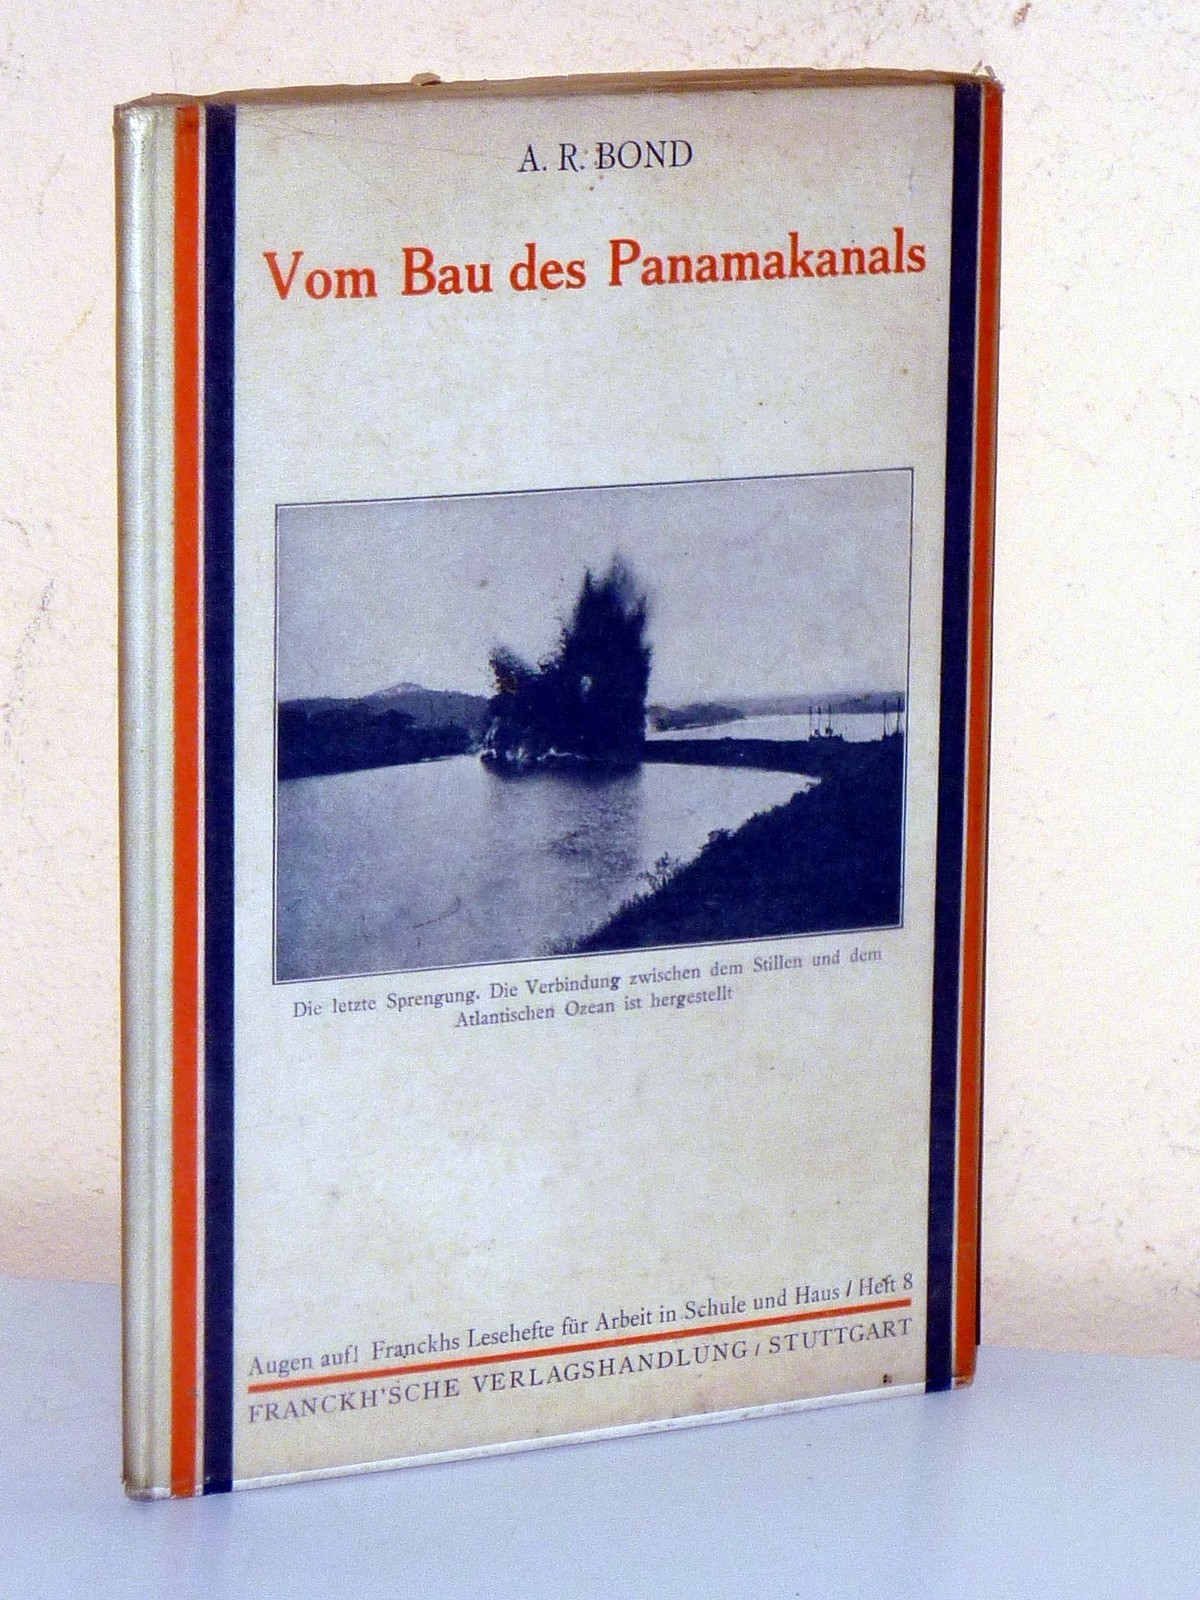 A. R. BOND
Vom Bau des Panamakanals
Die letzte Sprengung. Die Verbindung zwischen dem Stillen und dem
Atlantischen Ozean ist hergestellt
Augen auf! Franckhs Lesehefte für Arbeit in Schule und Haus / Heft 8
FRANCKH'SCHE VERLAGSHANDLUNG / STUTTGART